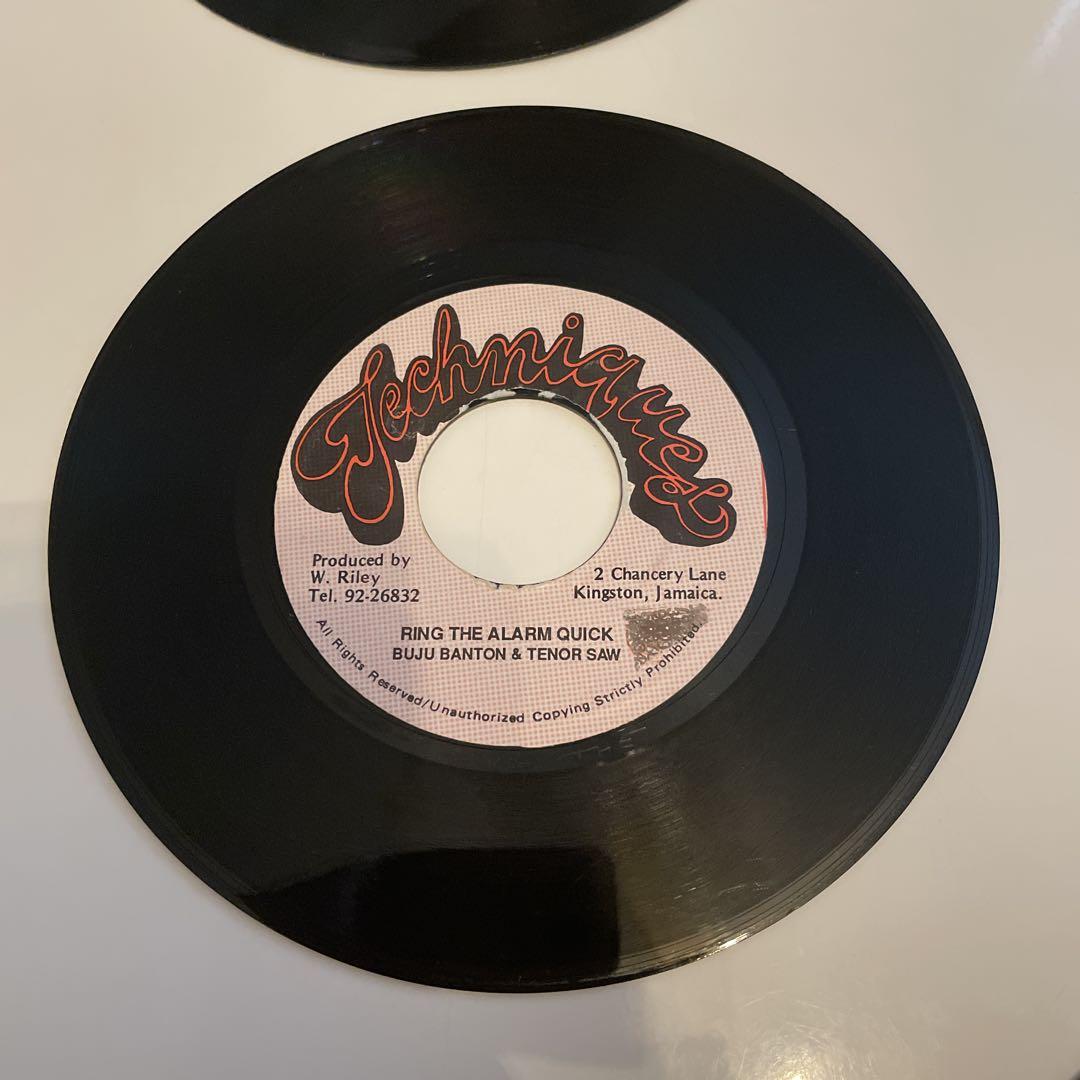 Techniques
Produced by
W. Riley
Tel. 92-26832
2 Chancery Lane
Kingston, Jamaica.
RING THE ALARM QUICK
BUJU BANTON & TENOR SAW
All Rights Reserved/Unauthorized Copying Strictly Prohibited.